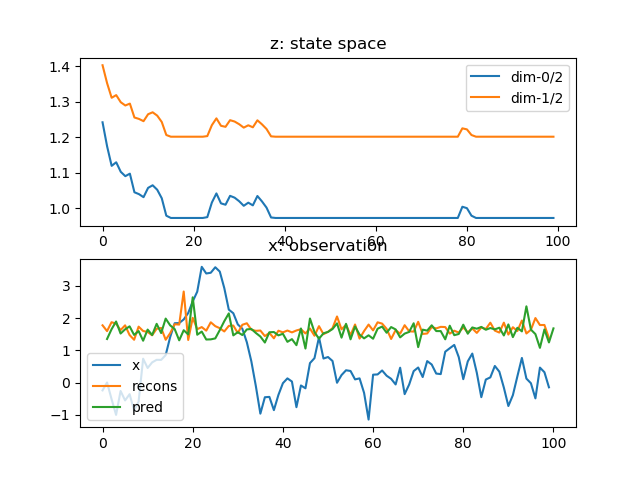 z: state space
1.4
1.3
1.2
1.1
1.0
dim-0/2
dim-1/2
0 20 40 60 80 100
x: observation
3
2
1
0
−1
x
recons
pred
0 20 40 60 80 100